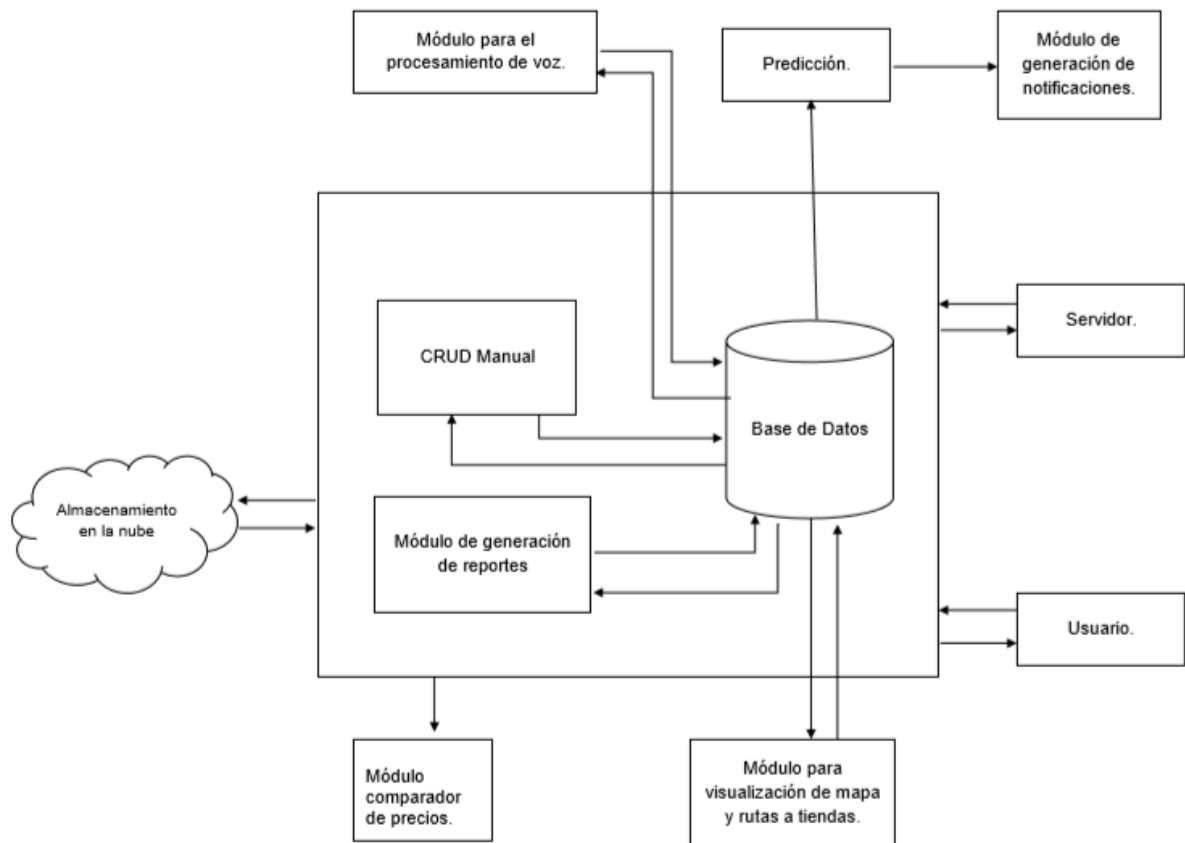 Módulo para el
procesamiento de voz.
Predicción.
Módulo de
generación de
notificaciones.
CRUD Manual
Servidor.
Base de Datos
Almacenamiento
en la nube
Módulo de generación
de reportes
Usuario.
Módulo
comparador
de precios.
Módulo para
visualización de mapa
y rutas a tiendas.